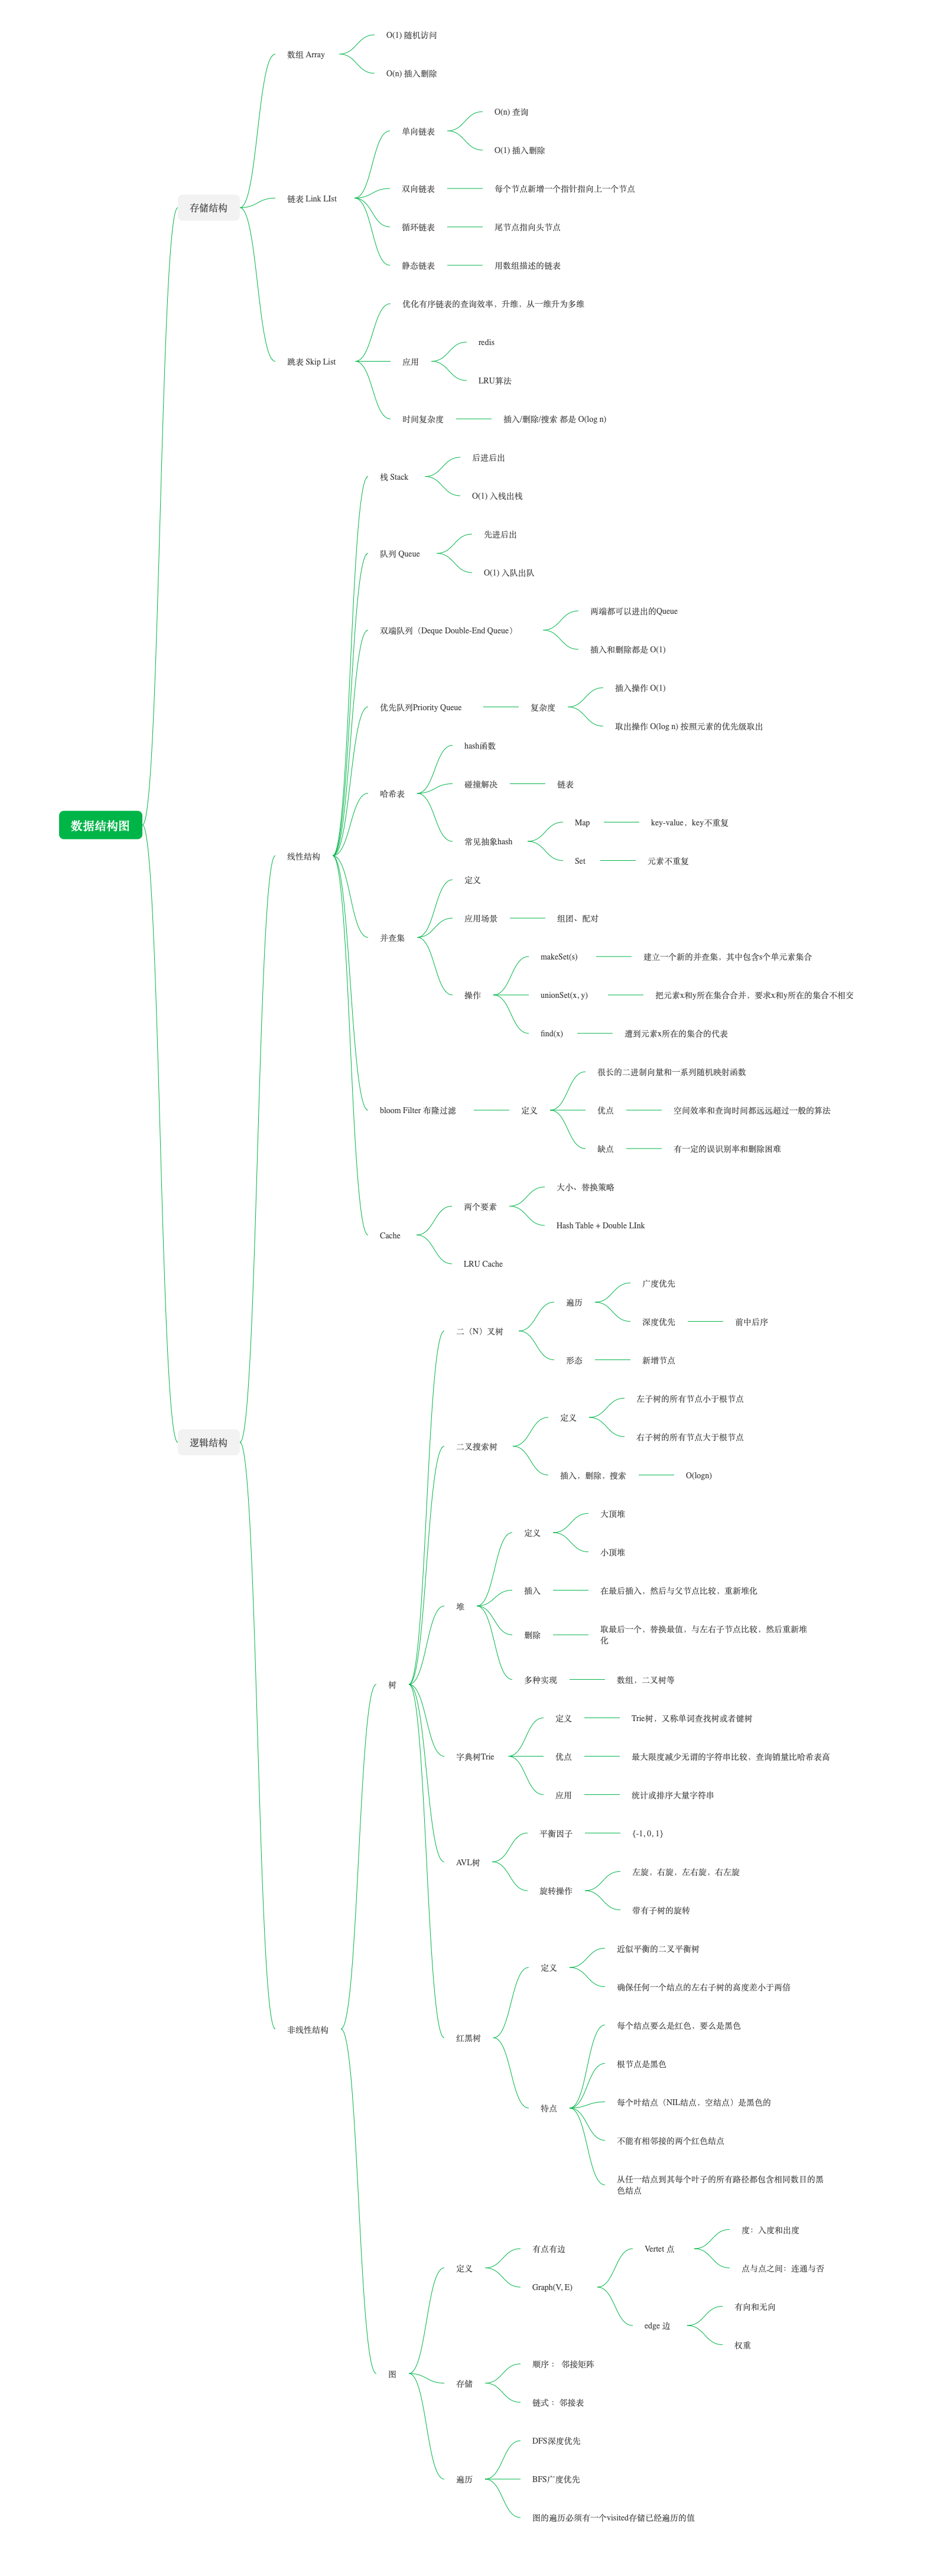 数据结构图
存储结构
数组 Array
O(1) 随机访问
O(n) 插入删除
链表 Link LIst
单向链表
O(n) 查询
O(1) 插入删除
双向链表
每个节点新增一个指针指向上一个节点
循环链表
尾节点指向头节点
静态链表
用数组描述的链表
跳表 Skip List
优化有序链表的查询效率，升维，从一维升为多维
应用
redis
LRU算法
时间复杂度
插入/删除/搜索 都是 O(log n)
逻辑结构
线性结构
栈 Stack
后进后出
O(1) 入栈出栈
队列 Queue
先进后出
O(1) 入队出队
双端队列（Deque Double-End Queue）
两端都可以进出的Queue
插入和删除都是 O(1)
优先队列Priority Queue
复杂度
插入操作 O(1)
取出操作 O(log n) 按照元素的优先级取出
哈希表
hash函数
碰撞解决
链表
常见抽象hash
Map
key-value，key不重复
Set
元素不重复
并查集
定义
应用场景
组团、配对
操作
makeSet(s)
建立一个新的并查集，其中包含s个单元素集合
unionSet(x, y)
把元素x和y所在集合合并，要求x和y所在的集合不相交
find(x)
遭到元素x所在的集合的代表
bloom Filter 布隆过滤
定义
很长的二进制向量和一系列随机映射函数
优点
空间效率和查询时间都远远超过一般的算法
缺点
有一定的误识别率和删除困难
Cache
两个要素
大小、替换策略
Hash Table + Double LInk
LRU Cache
非线性结构
树
二（N）叉树
遍历
广度优先
深度优先
前中后序
形态
新增节点
二叉搜索树
定义
左子树的所有节点小于根节点
右子树的所有节点大于根节点
插入，删除，搜索
O(logn)
堆
定义
大顶堆
小顶堆
插入
在最后插入，然后与父节点比较，重新堆化
删除
取最后一个，替换最值，与左右子节点比较，然后重新堆
化
多种实现
数组，二叉树等
字典树Trie
定义
Trie树，又称单词查找树或者键树
优点
最大限度减少无谓的字符串比较，查询销量比哈希表高
应用
统计或排序大量字符串
AVL树
平衡因子
{-1, 0, 1}
旋转操作
左旋，右旋，左右旋，右左旋
带有子树的旋转
红黑树
定义
近似平衡的二叉平衡树
确保任何一个结点的左右子树的高度差小于两倍
特点
每个结点要么是红色，要么是黑色
根节点是黑色
每个叶结点（NIL结点，空结点）是黑色的
不能有相邻接的两个红色结点
从任一结点到其每个叶子的所有路径都包含相同数目的黑
色结点
图
定义
有点有边
Graph(V, E)
Vertet 点
度：入度和出度
点与点之间：连通与否
edge 边
有向和无向
权重
存储
顺序： 邻接矩阵
链式：邻接表
遍历
DFS深度优先
BFS广度优先
图的遍历必须有一个visited存储已经遍历的值